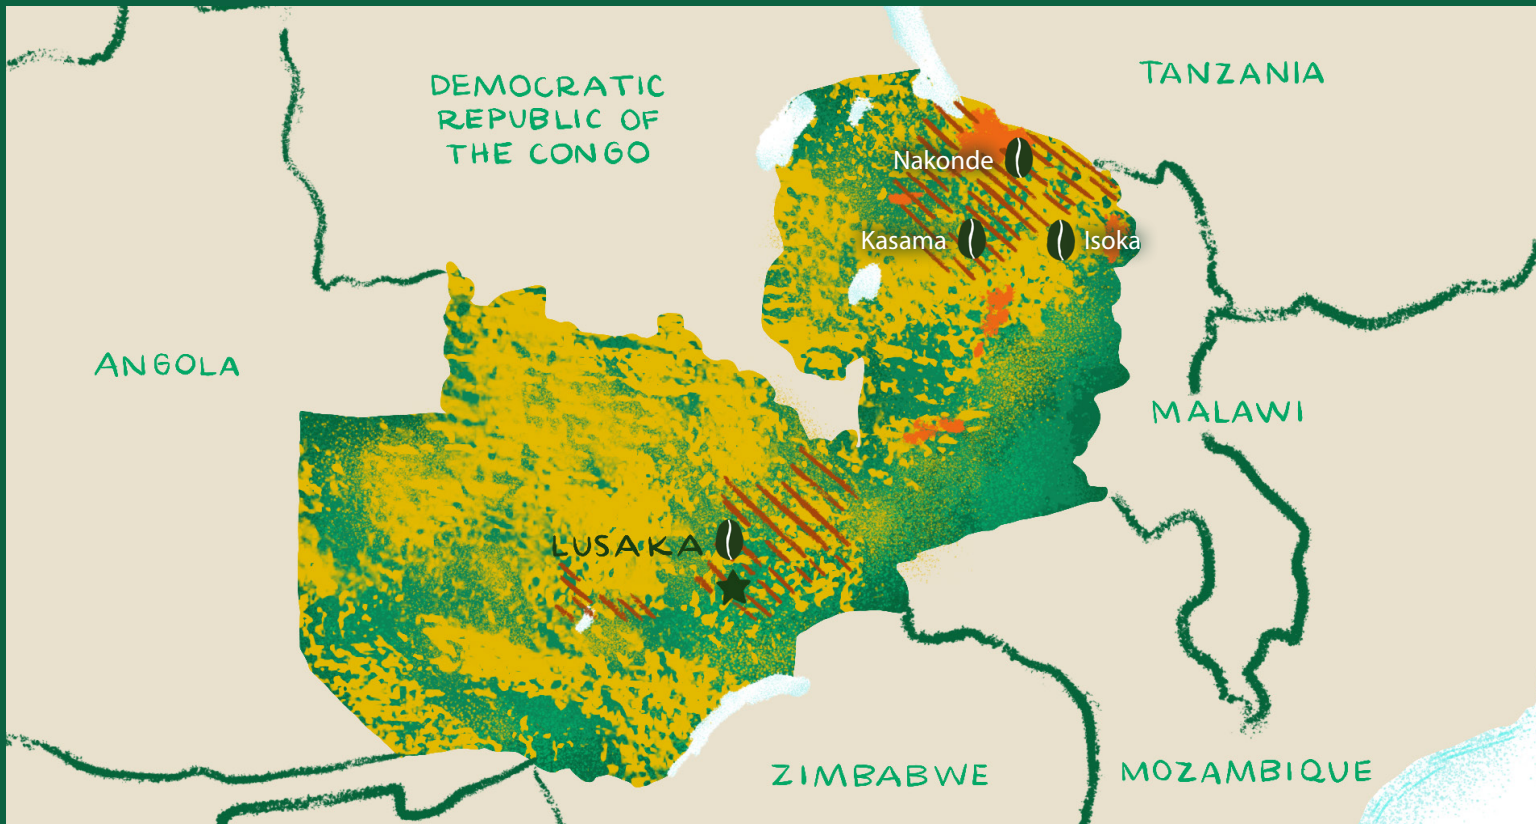 DEMOCRATIC
REPUBLIC OF
THE CONGO
TANZANIA
Nakonde
Kasama
Isoka
ANGOLA
MALAWI
LUSAKA
ZIMBABWE
MOZAMBIQUE